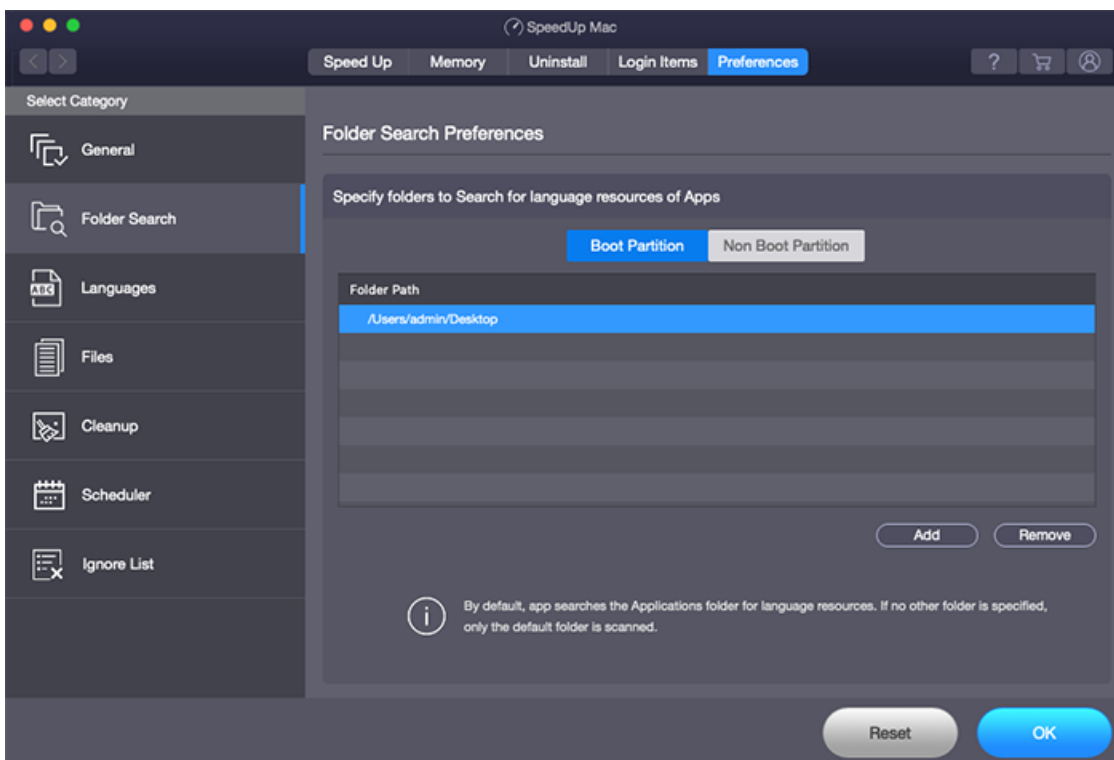 SpeedUp Mac
Speed Up
Memory
Uninstall
Login Items
Preferences
?
Select Category
General
Folder Search
ABC
Languages
Files
Cleanup
Scheduler
Ignore List
Folder Search Preferences
Specify folders to Search for language resources of Apps
Boot Partition
Non Boot Partition
Folder Path
/Users/admin/Desktop
Add
Remove
i
By default, app searches the Applications folder for language resources. If no other folder is specified,
only the default folder is scanned.
Reset
OK